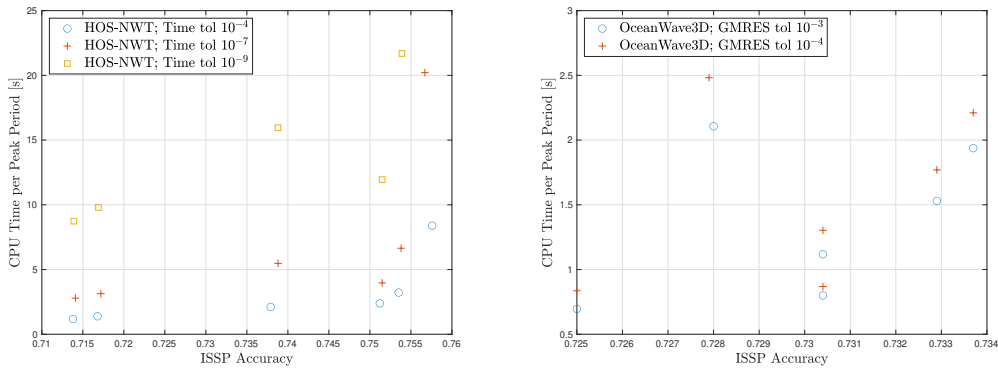 25
20
15
10
5
0
CPU Time per Peak Period [s]
HOS-NWT; Time tol 10⁻⁴
HOS-NWT; Time tol 10⁻⁷
HOS-NWT; Time tol 10⁻⁹
0.71 0.715 0.72 0.725 0.73 0.735 0.74 0.745 0.75 0.755 0.76
ISSP Accuracy
3
2.5
2
1.5
1
0.5
CPU Time per Peak Period [s]
OceanWave3D; GMRES tol 10⁻³
OceanWave3D; GMRES tol 10⁻⁴
0.725 0.726 0.727 0.728 0.729 0.73 0.731 0.732 0.733 0.734
ISSP Accuracy